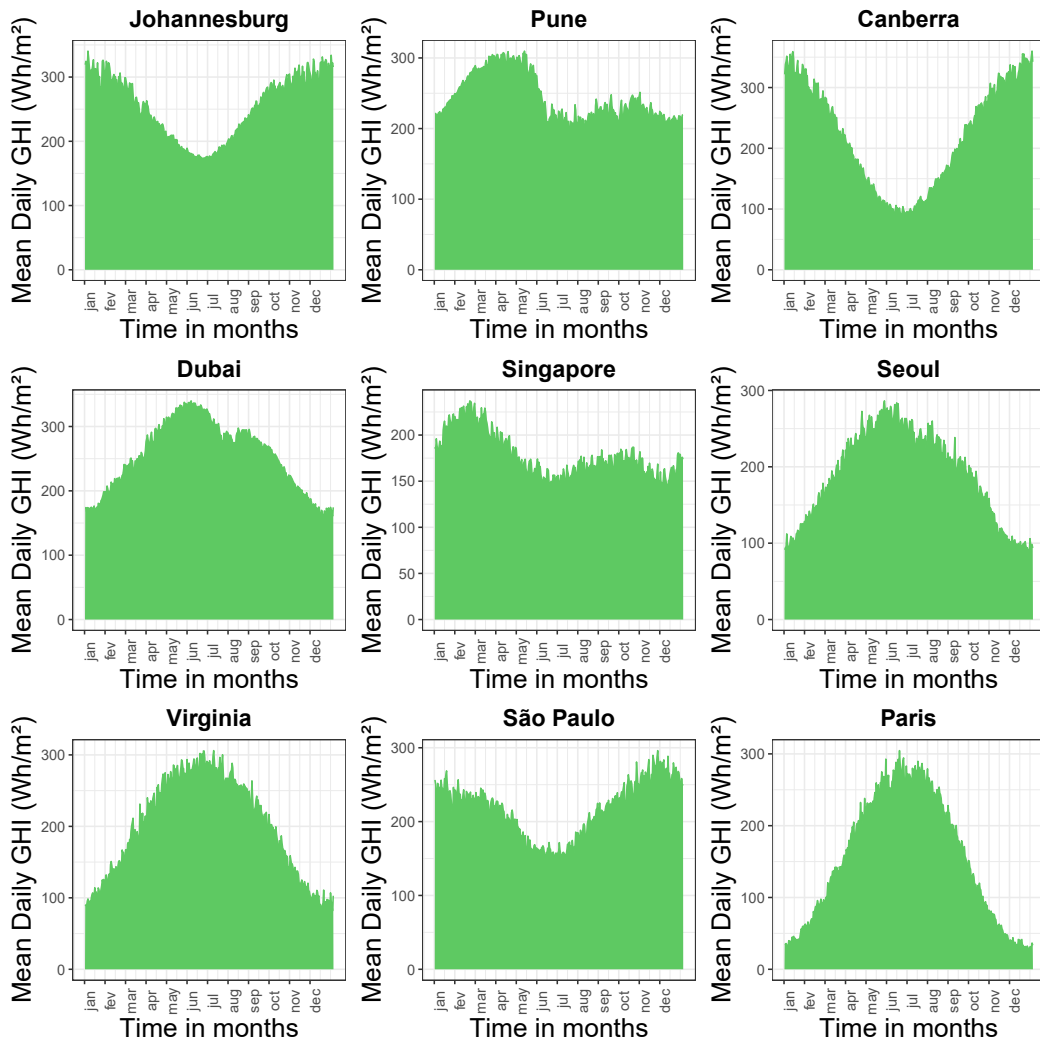 Johannesburg
Mean Daily GHI (Wh/m²)
300
200
100
0
jan fev mar apr may jun jul aug sep oct nov dec
Time in months
Pune
Mean Daily GHI (Wh/m²)
300
200
100
0
jan fev mar apr may jun jul aug sep oct nov dec
Time in months
Canberra
Mean Daily GHI (Wh/m²)
300
200
100
0
jan fev mar apr may jun jul aug sep oct nov dec
Time in months
Dubai
Mean Daily GHI (Wh/m²)
300
200
100
0
jan fev mar apr may jun jul aug sep oct nov dec
Time in months
Singapore
Mean Daily GHI (Wh/m²)
200
150
100
50
0
jan fev mar apr may jun jul aug sep oct nov dec
Time in months
Seoul
Mean Daily GHI (Wh/m²)
300
200
100
0
jan fev mar apr may jun jul aug sep oct nov dec
Time in months
Virginia
Mean Daily GHI (Wh/m²)
300
200
100
0
jan fev mar apr may jun jul aug sep oct nov dec
Time in months
São Paulo
Mean Daily GHI (Wh/m²)
300
200
100
0
jan fev mar apr may jun jul aug sep oct nov dec
Time in months
Paris
Mean Daily GHI (Wh/m²)
300
200
100
0
jan fev mar apr may jun jul aug sep oct nov dec
Time in months